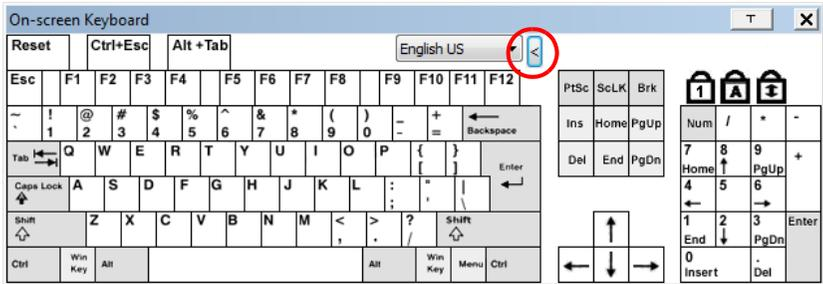 On-screen Keyboard T X
Reset Ctrl+Esc Alt +Tab English US <
Esc F1 F2 F3 F4 F5 F6 F7 F8 F9 F10 F11 F12 PtSc ScLK Brk 1 A
~ ` ! 1 @ 2 # 3 $ 4 % 5 ^ 6 & 7 * 8 ( 9 ) 0 _ - + = Backspace Ins Home PgUp Num / * -
Tab Q W E R T Y U I O P { [ } ] Enter Del End PgDn 7 Home 8 ↑ 9 PgUp +
Caps Lock A S D F G H J K L : ; " ' | \ 4 ← 5 6 →
Shift Z X C V B N M < , > . ? / Shift ↑ 1 End 2 ↓ 3 PgDn Enter
Ctrl Win Key Alt Alt Win Key Menu Ctrl ← ↓ → 0 Insert . Del